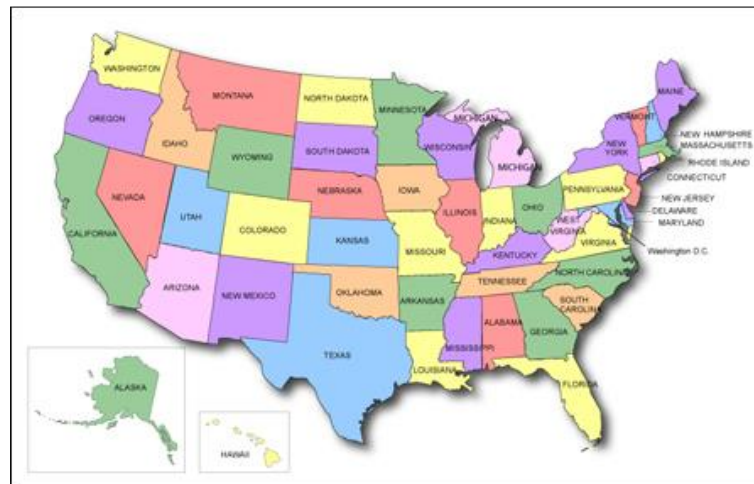 WASHINGTON
MONTANA
NORTH DAKOTA
MINNESOTA
MICHIGAN
MAINE
VERMONT
OREGON
IDAHO
WYOMING
SOUTH DAKOTA
WISCONSIN
MICHIGAN
NEW
YORK
NEW HAMPSHIRE
MASSACHUSETTS
RHODE ISLAND
CONNECTICUT
NEVADA
UTAH
COLORADO
NEBRASKA
IOWA
ILLINOIS
INDIANA
OHIO
PENNSYLVANIA
NEW JERSEY
DELAWARE
MARYLAND
Washington D.C.
CALIFORNIA
KANSAS
MISSOURI
KENTUCKY
WEST
VIRGINIA
VIRGINIA
ARIZONA
NEW MEXICO
OKLAHOMA
ARKANSAS
TENNESSEE
NORTH CAROLINA
SOUTH
CAROLINA
TEXAS
LOUISIANA
MISSISSIPPI
ALABAMA
GEORGIA
FLORIDA
ALASKA
HAWAII